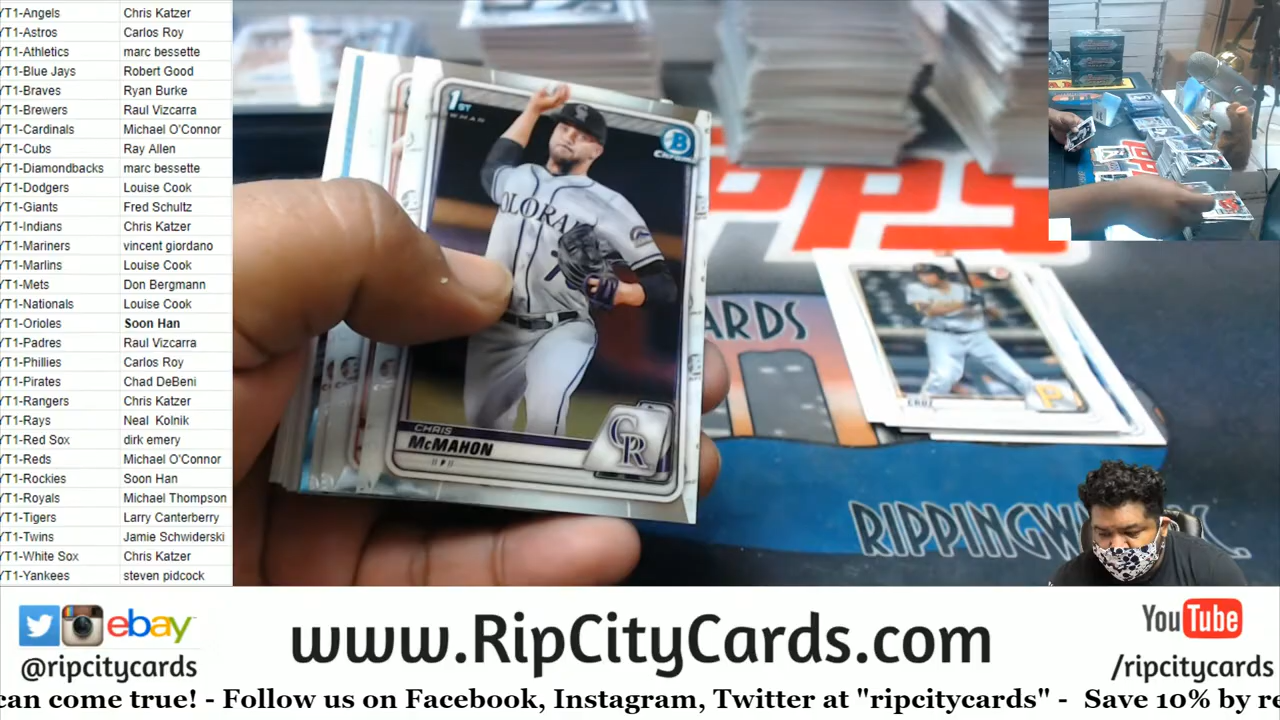 YT1-Angels Chris Katzer
YT1-Astros Carlos Roy
YT1-Athletics marc bessette
YT1-Blue Jays Robert Good
YT1-Braves Ryan Burke
YT1-Brewers Raul Vizcarra
YT1-Cardinals Michael O'Connor
YT1-Cubs Ray Allen
YT1-Diamondbacks marc bessette
YT1-Dodgers Louise Cook
YT1-Giants Fred Schultz
YT1-Indians Chris Katzer
YT1-Mariners vincent giordano
YT1-Marlins Louise Cook
YT1-Mets Don Bergmann
YT1-Nationals Louise Cook
YT1-Orioles Soon Han
YT1-Padres Raul Vizcarra
YT1-Phillies Carlos Roy
YT1-Pirates Chad DeBeni
YT1-Rangers Chris Katzer
YT1-Rays Neal Kolnik
YT1-Red Sox dirk emery
YT1-Reds Michael O'Connor
YT1-Rockies Soon Han
YT1-Royals Michael Thompson
YT1-Tigers Larry Canterberry
YT1-Twins Jamie Schwiderski
YT1-White Sox Chris Katzer
YT1-Yankees steven pidcock
1ST
B
Chrome
COLORA
CHRIS
McMAHON
CR
PPS
ARDS
CRUZ
P
RIPPINGW
ebay
@ripcitycards
www.RipCityCards.com
YouTube
/ripcitycards
can come true! - Follow us on Facebook, Instagram, Twitter at "ripcitycards" - Save 10% by re